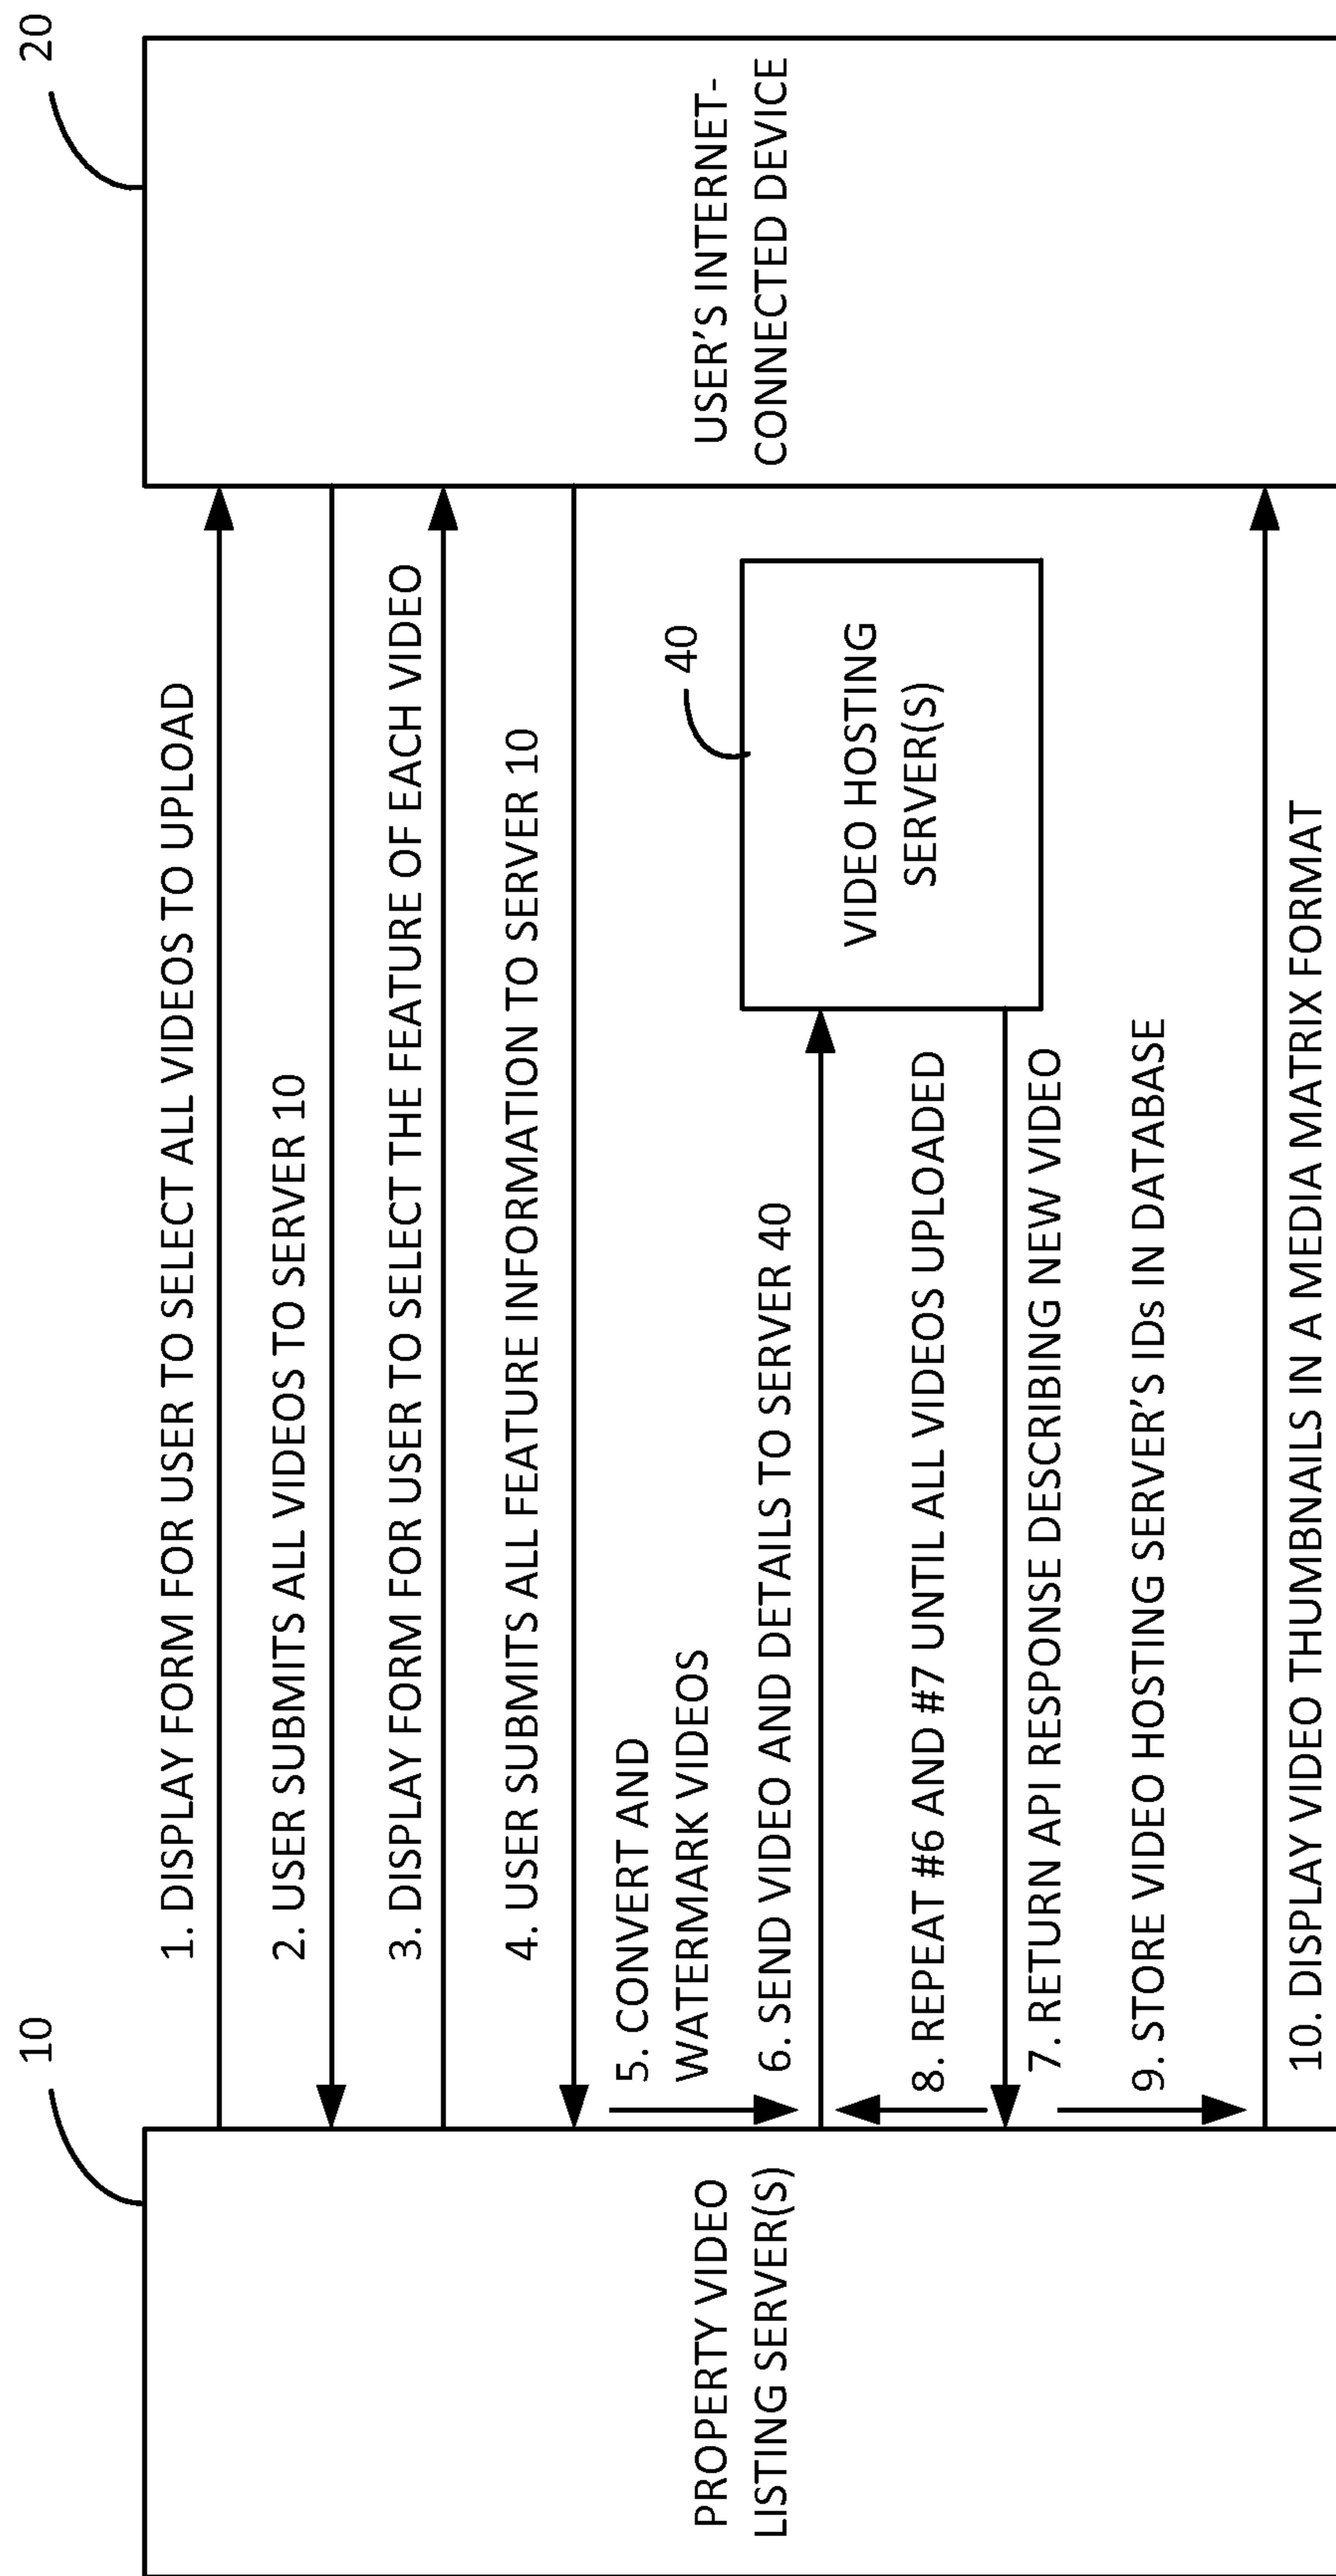 10
20
PROPERTY VIDEO
LISTING SERVER(S)
USER'S INTERNET-
CONNECTED DEVICE
1. DISPLAY FORM FOR USER TO SELECT ALL VIDEOS TO UPLOAD
2. USER SUBMITS ALL VIDEOS TO SERVER 10
3. DISPLAY FORM FOR USER TO SELECT THE FEATURE OF EACH VIDEO
4. USER SUBMITS ALL FEATURE INFORMATION TO SERVER 10
5. CONVERT AND
WATERMARK VIDEOS
40
VIDEO HOSTING
SERVER(S)
6. SEND VIDEO AND DETAILS TO SERVER 40
8. REPEAT #6 AND #7 UNTIL ALL VIDEOS UPLOADED
7. RETURN API RESPONSE DESCRIBING NEW VIDEO
9. STORE VIDEO HOSTING SERVER'S IDs IN DATABASE
10. DISPLAY VIDEO THUMBNAILS IN A MEDIA MATRIX FORMAT